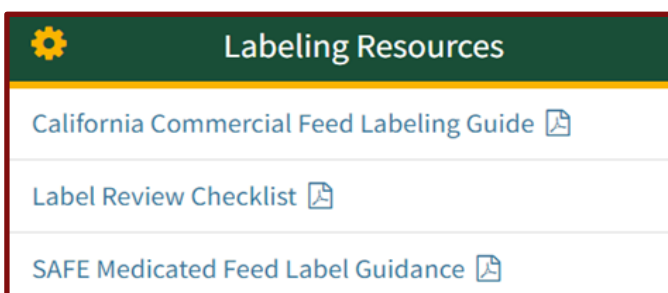 Labeling Resources
California Commercial Feed Labeling Guide
Label Review Checklist
SAFE Medicated Feed Label Guidance